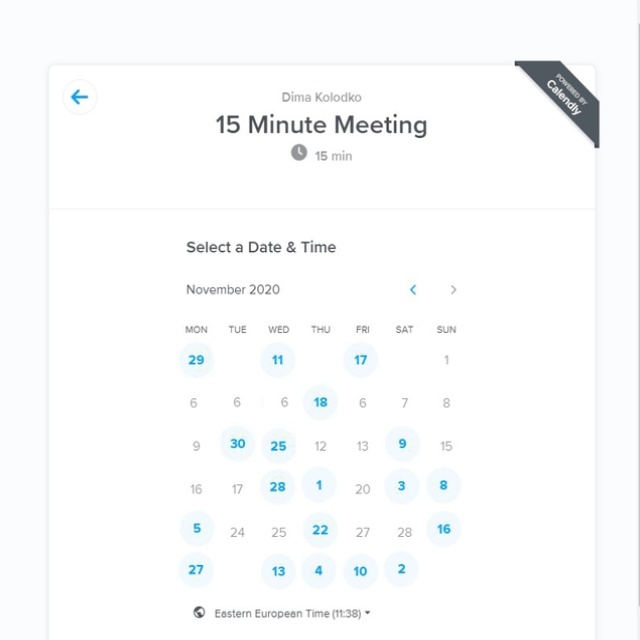 POWERED BY
Calendly
Dima Kolodko
15 Minute Meeting
15 min
Select a Date & Time
November 2020
MON TUE WED THU FRI SAT SUN
29 11 17 1
6 6 6 18 6 7 8
9 30 25 12 13 9 15
16 17 28 1 20 3 8
5 24 25 22 27 28 16
27 13 4 10 2
Eastern European Time (11:38)